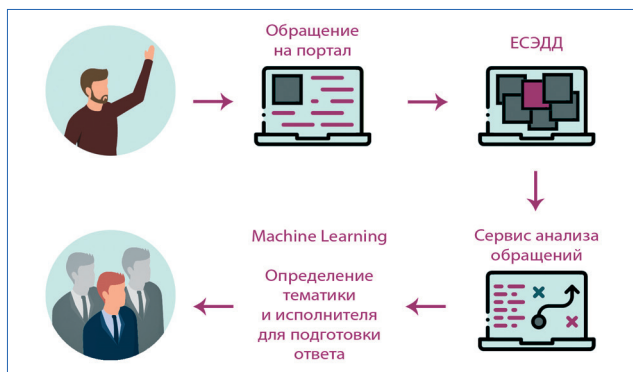 Обращение
на портал
ЕСЭДД
Сервис анализа
обращений
Machine Learning
Определение
тематики
и исполнителя
для подготовки
ответа